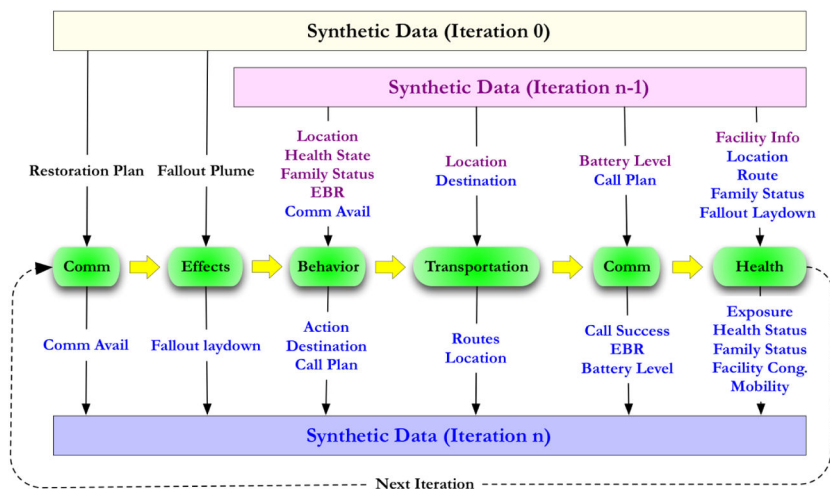 Synthetic Data (Iteration 0)
Synthetic Data (Iteration n-1)
Restoration Plan
Fallout Plume
Location
Health State
Family Status
EBR
Comm Avail
Location
Destination
Battery Level
Call Plan
Facility Info
Location
Route
Family Status
Fallout Laydown
Comm
Effects
Behavior
Transportation
Comm
Health
Comm Avail
Fallout laydown
Action
Destination
Call Plan
Routes
Location
Call Success
EBR
Battery Level
Exposure
Health Status
Family Status
Facility Cong.
Mobility
Synthetic Data (Iteration n)
Next Iteration